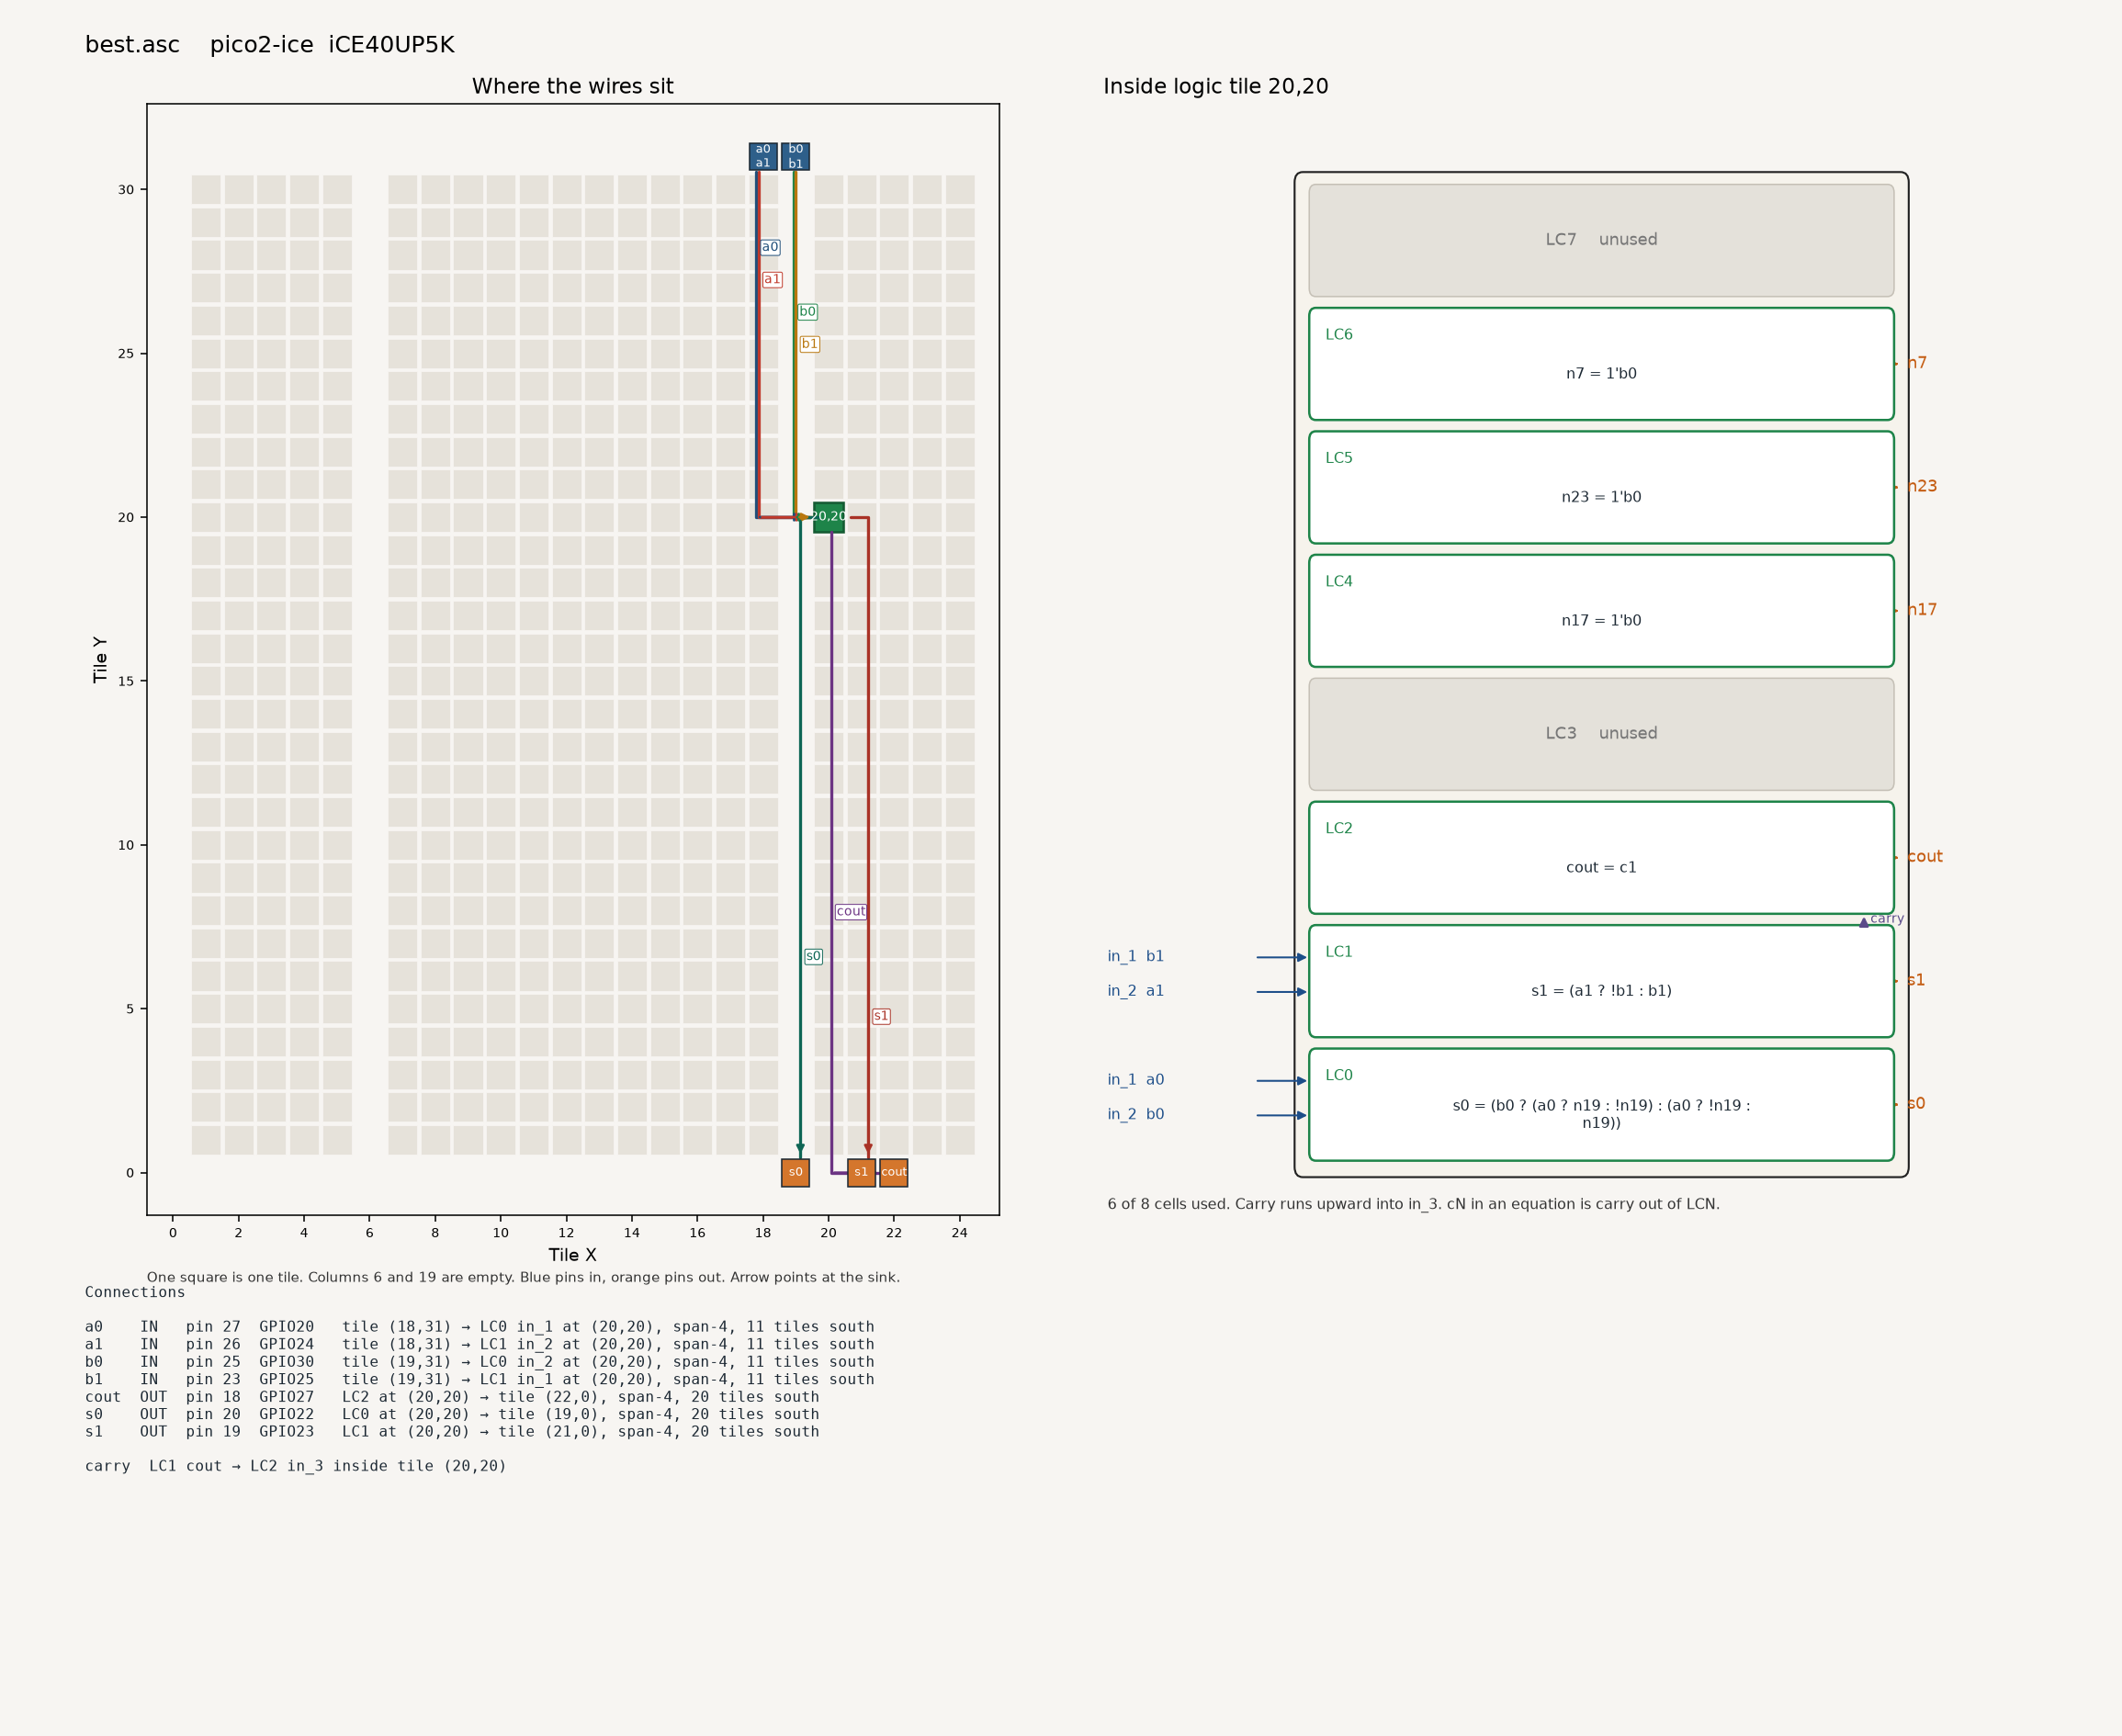 best.asc    pico2-ice  iCE40UP5K
Where the wires sit
a0
a1
b0
b1
a0
a1
b0
b1
20,20
cout
s0
s1
s0
s1
cout
30
25
20
15
10
5
0
Tile Y
0 2 4 6 8 10 12 14 16 18 20 22 24
Tile X
One square is one tile. Columns 6 and 19 are empty. Blue pins in, orange pins out. Arrow points at the sink.
Inside logic tile 20,20
LC7    unused
LC6
n7 = 1'b0
n7
LC5
n23 = 1'b0
n23
LC4
n17 = 1'b0
n17
LC3    unused
LC2
cout = c1
cout
carry
LC1
in_1  b1
in_2  a1
s1 = (a1 ? !b1 : b1)
s1
LC0
in_1  a0
in_2  b0
s0 = (b0 ? (a0 ? n19 : !n19) : (a0 ? !n19 :
n19))
s0
6 of 8 cells used. Carry runs upward into in_3. cN in an equation is carry out of LCN.
Connections
a0    IN   pin 27  GPIO20   tile (18,31) → LC0 in_1 at (20,20), span-4, 11 tiles south
a1    IN   pin 26  GPIO24   tile (18,31) → LC1 in_2 at (20,20), span-4, 11 tiles south
b0    IN   pin 25  GPIO30   tile (19,31) → LC0 in_2 at (20,20), span-4, 11 tiles south
b1    IN   pin 23  GPIO25   tile (19,31) → LC1 in_1 at (20,20), span-4, 11 tiles south
cout  OUT  pin 18  GPIO27   LC2 at (20,20) → tile (22,0), span-4, 20 tiles south
s0    OUT  pin 20  GPIO22   LC0 at (20,20) → tile (19,0), span-4, 20 tiles south
s1    OUT  pin 19  GPIO23   LC1 at (20,20) → tile (21,0), span-4, 20 tiles south
carry  LC1 cout → LC2 in_3 inside tile (20,20)